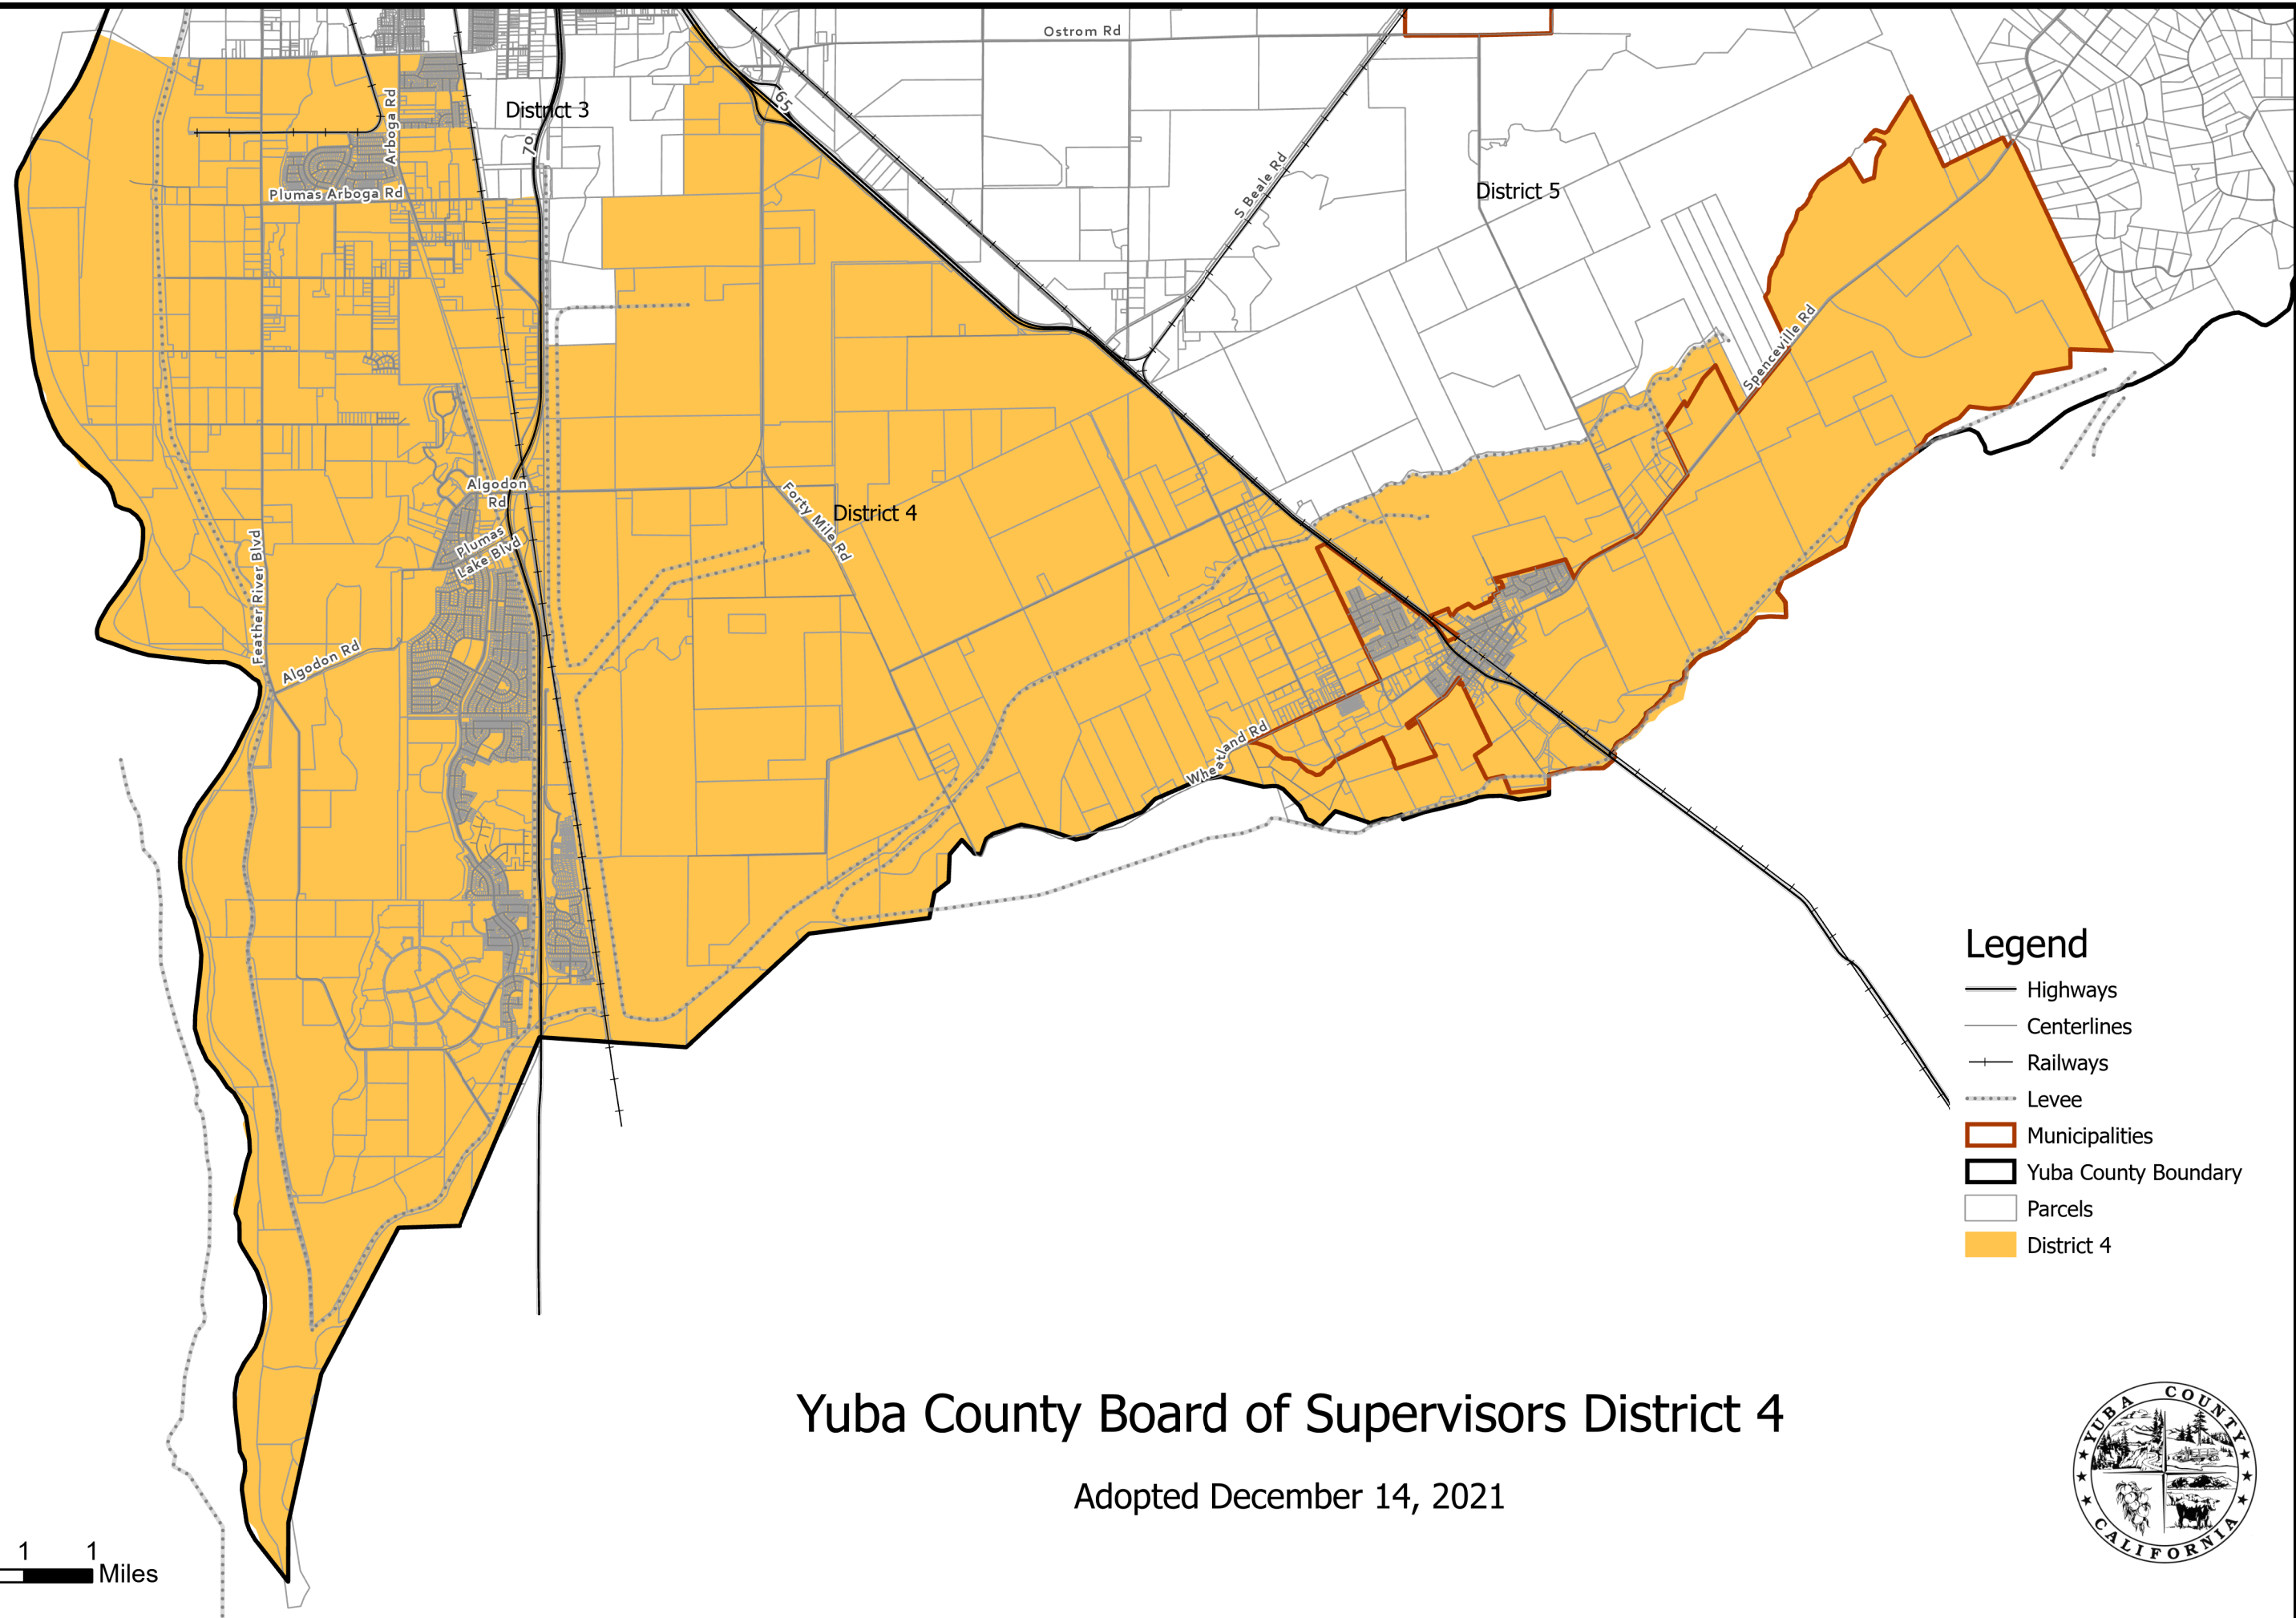 Ostrom Rd
District 3
65
70
Arboga Rd
Plumas Arboga Rd
S Beale Rd
District 5
Spenceville Rd
Algodon
Rd
Forty Mile Rd
District 4
Plumas
Lake Blvd
Feather River Blvd
Algodon Rd
Wheatland Rd
Legend
Highways
Centerlines
Railways
Levee
Municipalities
Yuba County Boundary
Parcels
District 4
Yuba County Board of Supervisors District 4
Adopted December 14, 2021
YUBA COUNTY
CALIFORNIA
1 1
Miles